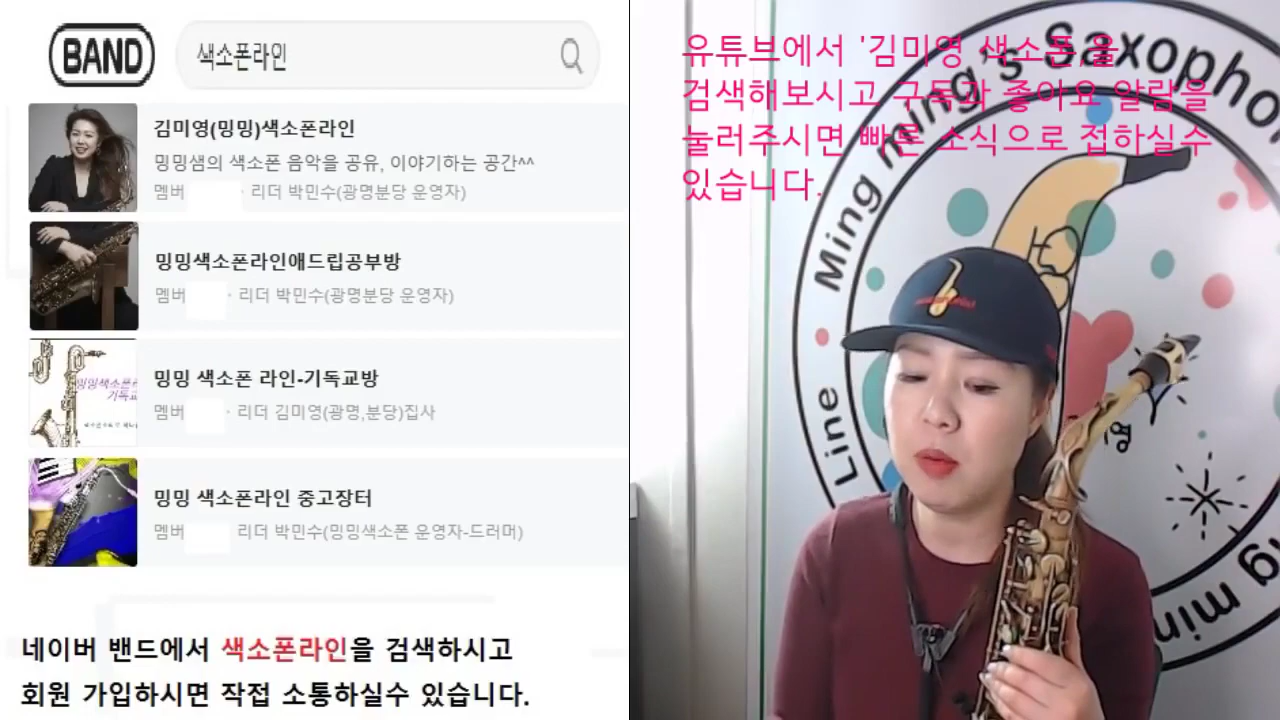 BAND
색소폰라인
김미영(밍밍)색소폰라인
밍밍샘의 색소폰 음악을 공유, 이야기하는 공간^^
멤버 · 리더 박민수(광명분당 운영자)
밍밍색소폰라인애드립공부방
멤버 · 리더 박민수(광명분당 운영자)
밍밍 색소폰 라인-기독교방
멤버 · 리더 김미영(광명,분당)집사
밍밍 색소폰라인 중고장터
멤버 리더 박민수(밍밍색소폰 운영자-드러머)
네이버 밴드에서 색소폰라인을 검색하시고
회원 가입하시면 작접 소통하실수 있습니다.
유튜브에서 '김미영 색소폰,을
검색해보시고 구독과 좋아요 알람을
눌러주시면 빠른 소식으로 접하실수
있습니다.
Ming ming's Saxopho
Line